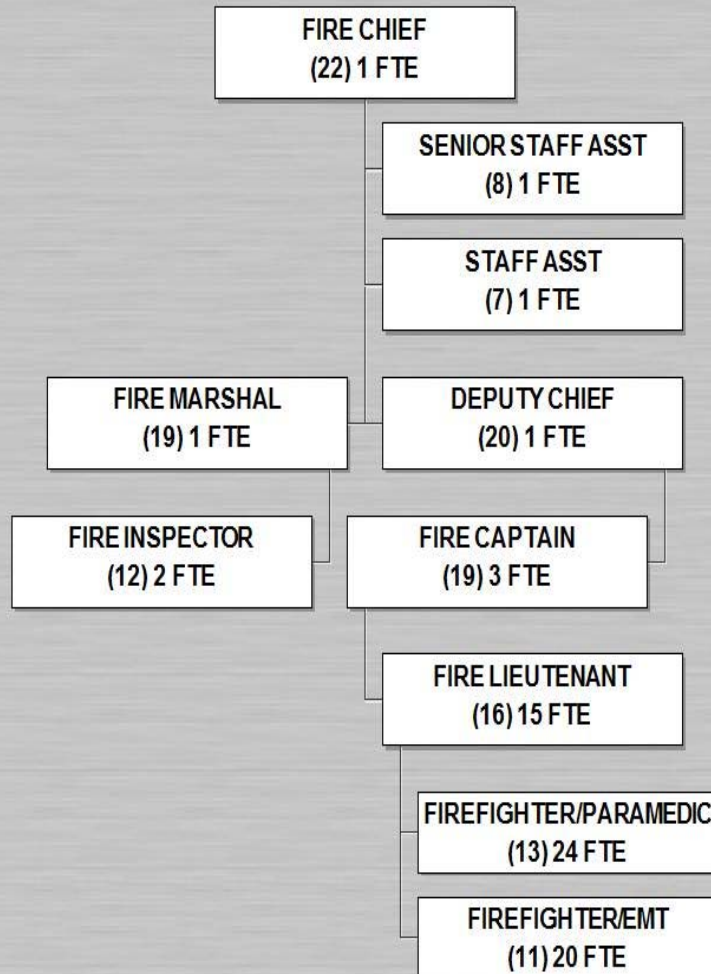 FIRE CHIEF
(22) 1 FTE
SENIOR STAFF ASST
(8) 1 FTE
STAFF ASST
(7) 1 FTE
FIRE MARSHAL
(19) 1 FTE
DEPUTY CHIEF
(20) 1 FTE
FIRE INSPECTOR
(12) 2 FTE
FIRE CAPTAIN
(19) 3 FTE
FIRE LIEUTENANT
(16) 15 FTE
FIREFIGHTER/PARAMEDIC
(13) 24 FTE
FIREFIGHTER/EMT
(11) 20 FTE